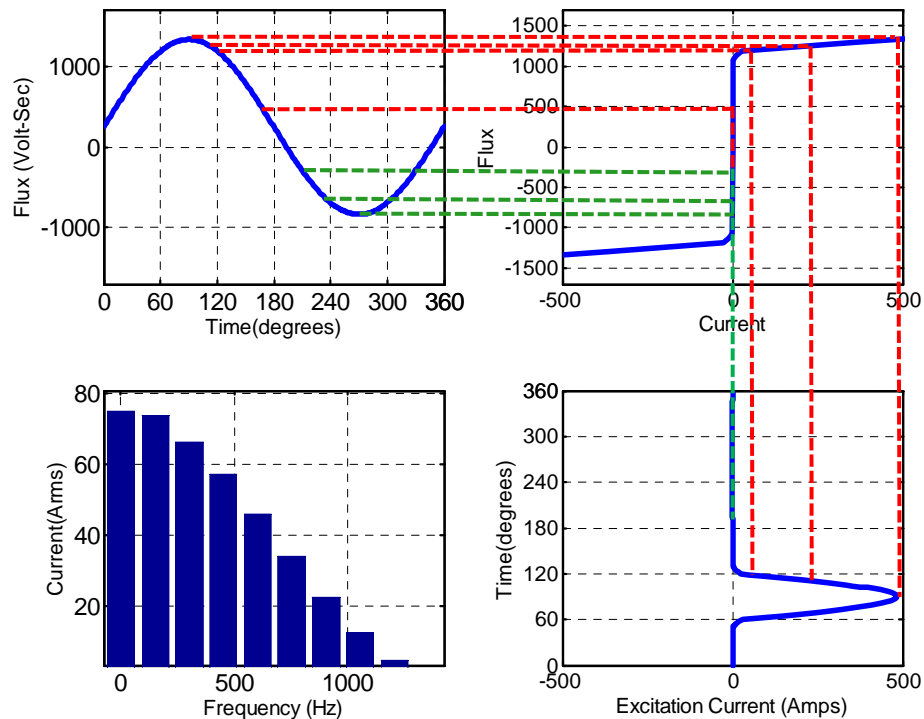 Flux (Volt-Sec)
1000
0
-1000
0 60 120 180 240 300 360
Time(degrees)
Flux
1500
1000
500
0
-500
-1000
-1500
-500 0 500
Current
Current(Arms)
80
60
40
20
0 500 1000
Frequency (Hz)
Time(degrees)
360
300
240
180
120
60
0
-500 0 500
Excitation Current (Amps)